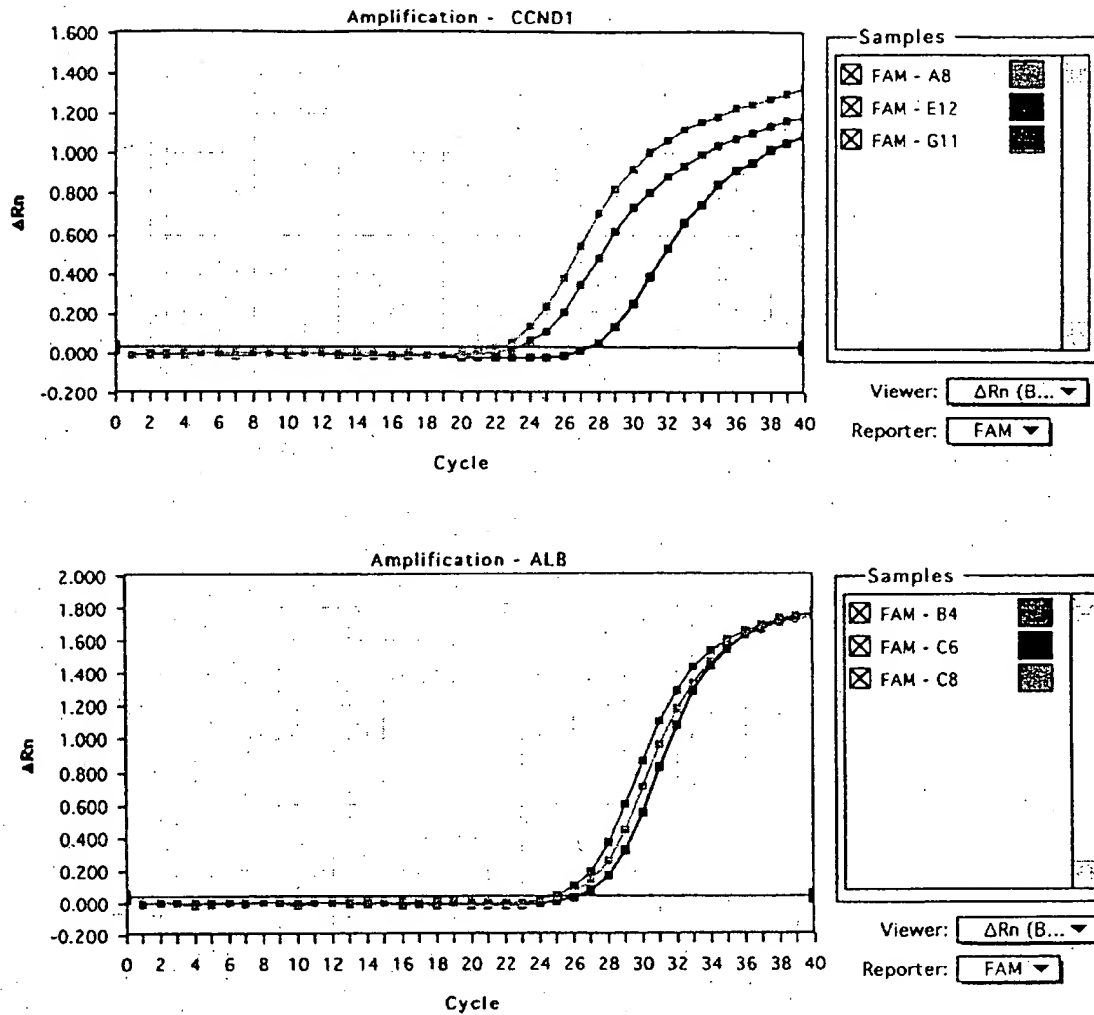 Amplification - CCND1
1.600
1.400
1.200
1.000
0.800
0.600
0.400
0.200
0.000
-0.200
ΔRn
0 2 4 6 8 10 12 14 16 18 20 22 24 26 28 30 32 34 36 38 40
Cycle
Samples
FAM - A8
FAM - E12
FAM - G11
Viewer: ΔRn (B...
Reporter: FAM
Amplification - ALB
2.000
1.800
1.600
1.400
1.200
1.000
0.800
0.600
0.400
0.200
0.000
-0.200
ΔRn
0 2 4 6 8 10 12 14 16 18 20 22 24 26 28 30 32 34 36 38 40
Cycle
Samples
FAM - B4
FAM - C6
FAM - C8
Viewer: ΔRn (B...
Reporter: FAM